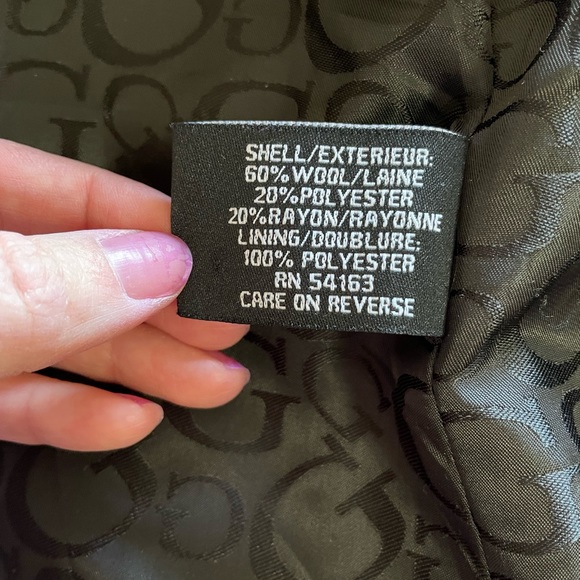 SHELL/EXTERIEUR:
60%WOOL/LAINE
20%POLYESTER
20%RAYON/RAYONNE
LINING/DOUBLURE:
100% POLYESTER
RN 54163
CARE ON REVERSE